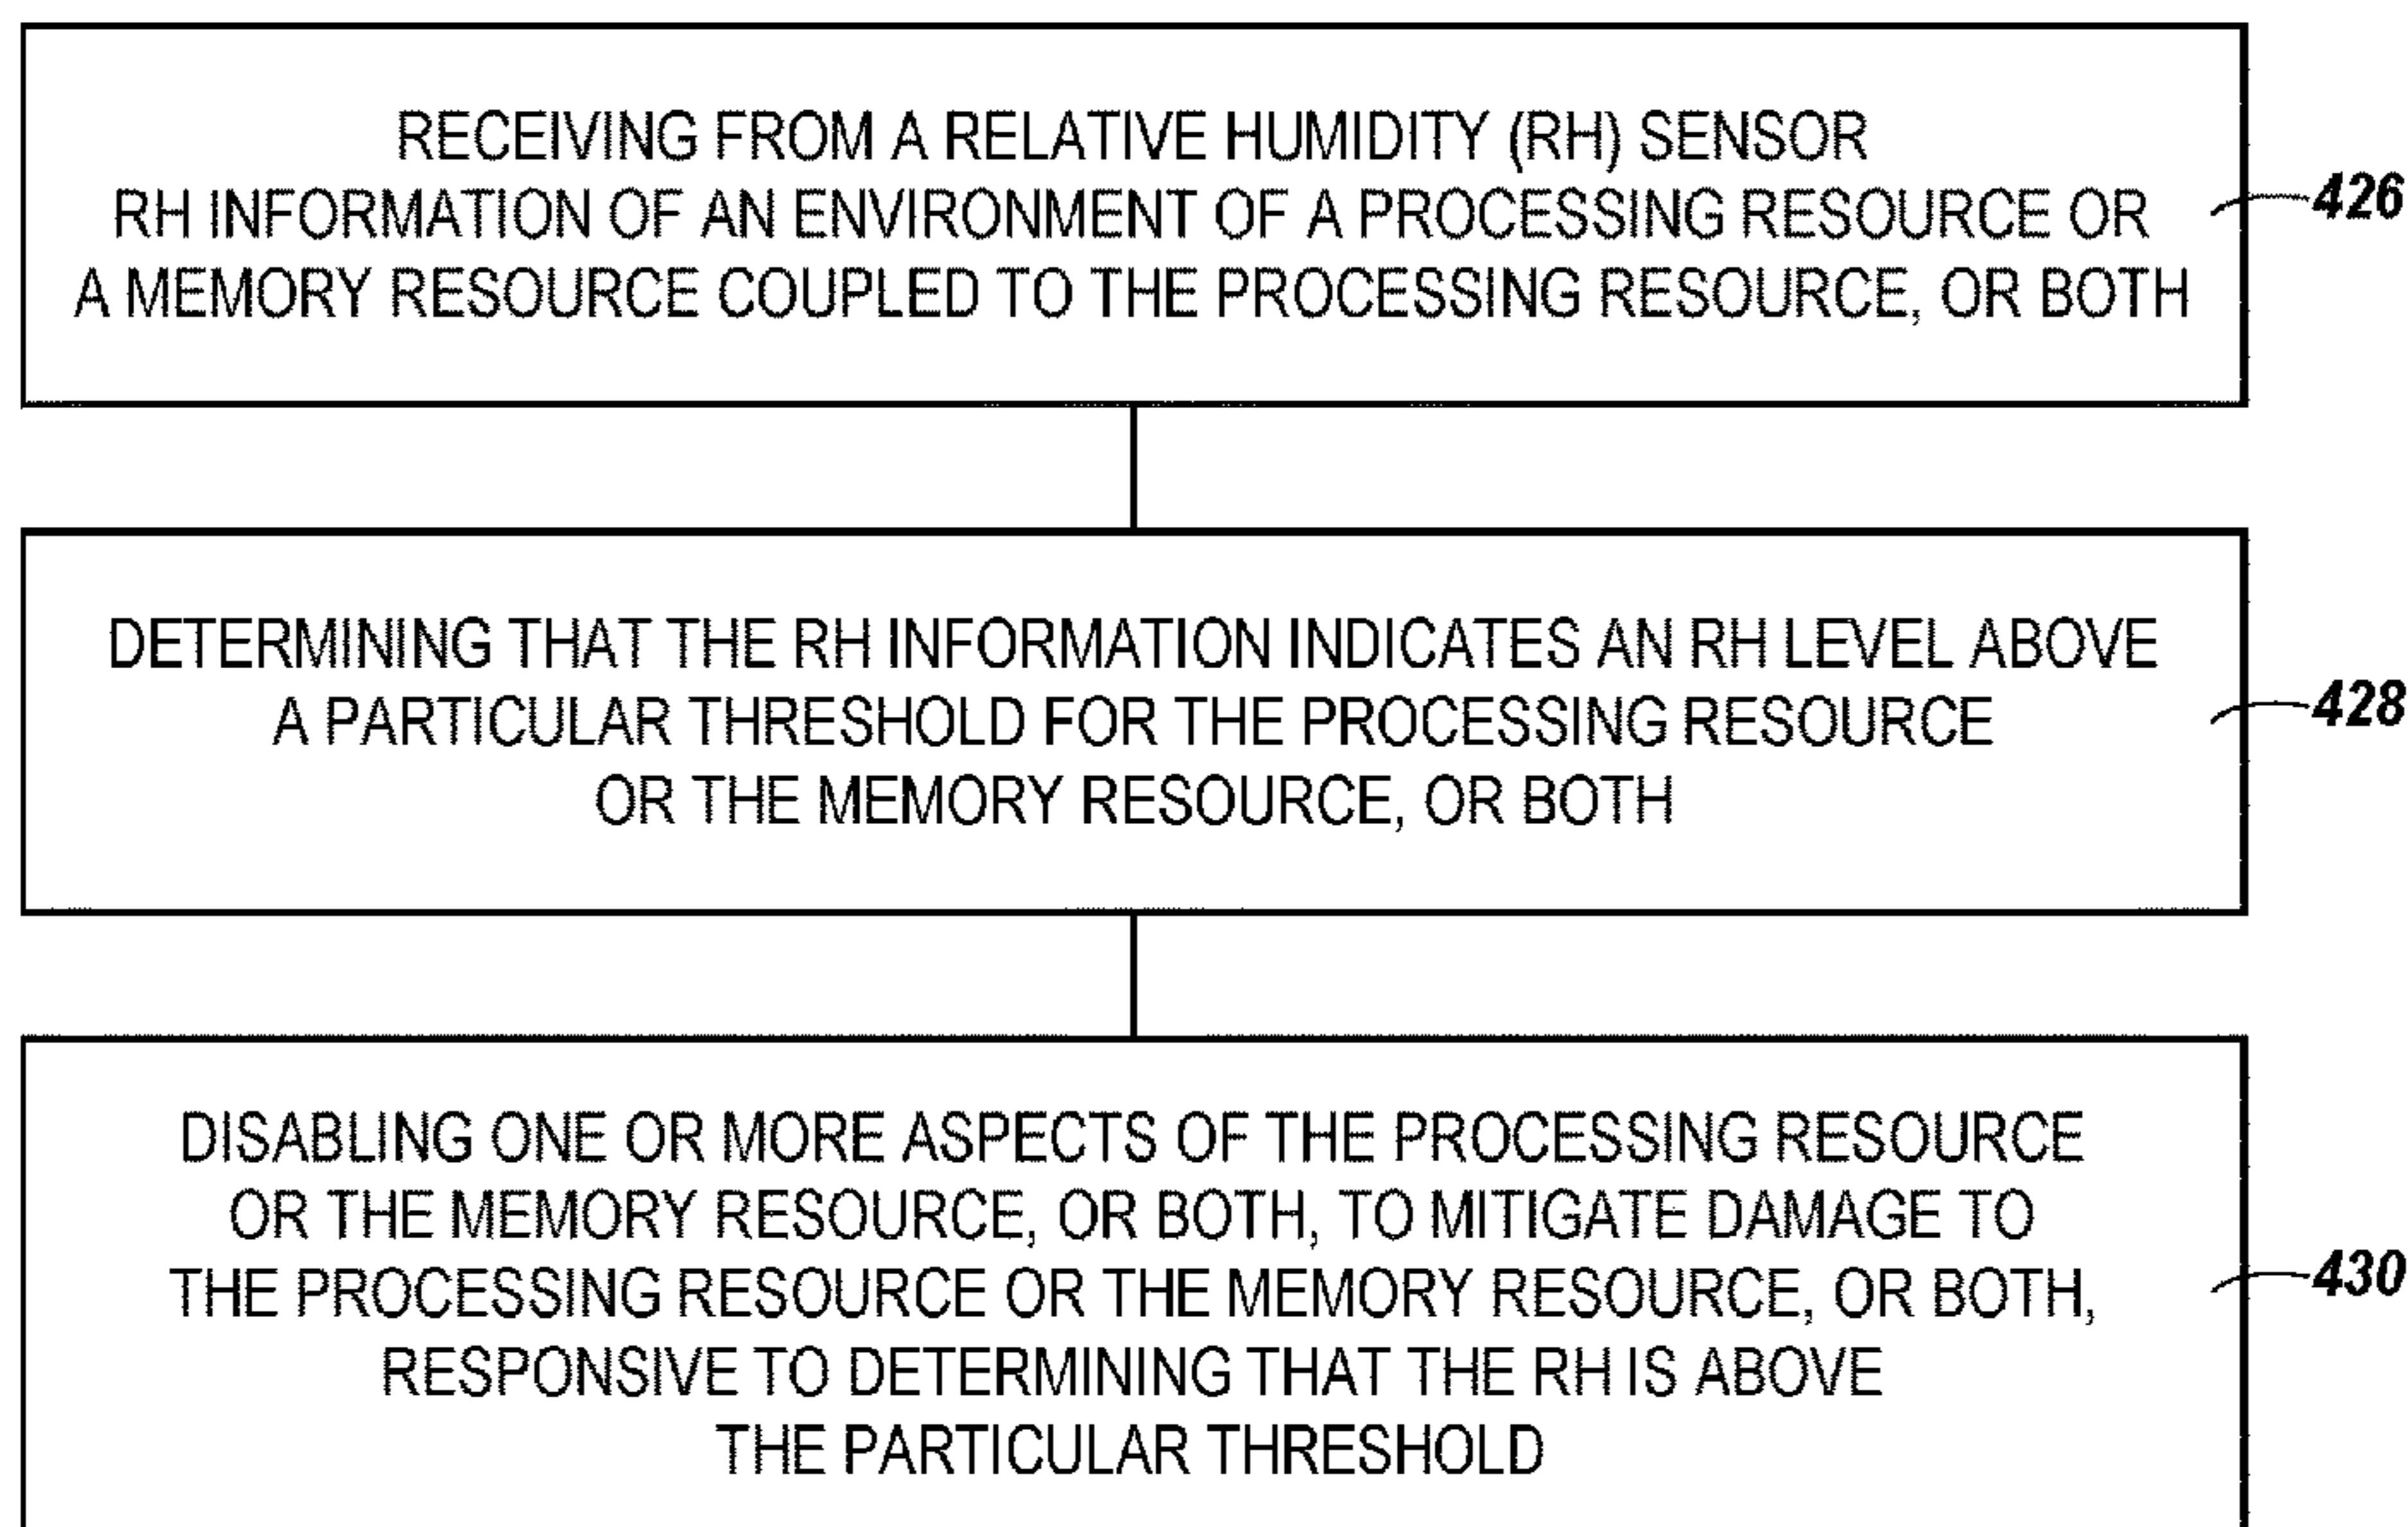 RECEIVING FROM A RELATIVE HUMIDITY (RH) SENSOR
RH INFORMATION OF AN ENVIRONMENT OF A PROCESSING RESOURCE OR
A MEMORY RESOURCE COUPLED TO THE PROCESSING RESOURCE, OR BOTH
426
DETERMINING THAT THE RH INFORMATION INDICATES AN RH LEVEL ABOVE
A PARTICULAR THRESHOLD FOR THE PROCESSING RESOURCE
OR THE MEMORY RESOURCE, OR BOTH
428
DISABLING ONE OR MORE ASPECTS OF THE PROCESSING RESOURCE
OR THE MEMORY RESOURCE, OR BOTH, TO MITIGATE DAMAGE TO
THE PROCESSING RESOURCE OR THE MEMORY RESOURCE, OR BOTH,
RESPONSIVE TO DETERMINING THAT THE RH IS ABOVE
THE PARTICULAR THRESHOLD
430